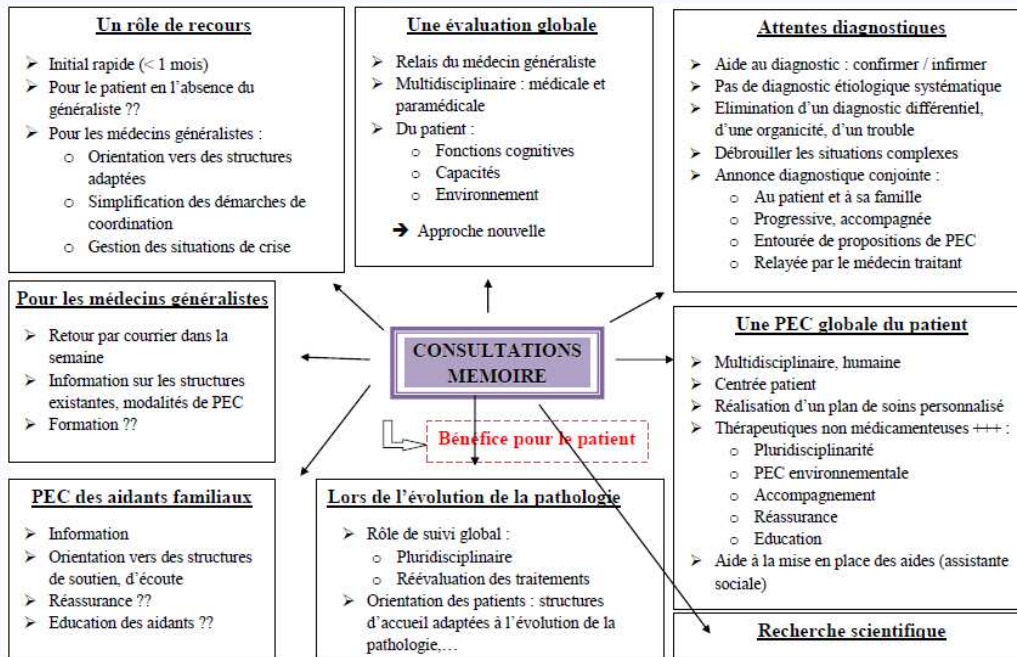 Un rôle de recours
➢ Initial rapide (< 1 mois)
➢ Pour le patient en l'absence du
généraliste ??
➢ Pour les médecins généralistes :
o Orientation vers des structures
adaptées
o Simplification des démarches de
coordination
o Gestion des situations de crise
Une évaluation globale
➢ Relais du médecin généraliste
➢ Multidisciplinaire : médicale et
paramédicale
➢ Du patient :
o Fonctions cognitives
o Capacités
o Environnement
➔ Approche nouvelle
Attentes diagnostiques
➢ Aide au diagnostic : confirmer / infirmer
➢ Pas de diagnostic étiologique systématique
➢ Elimination d'un diagnostic différentiel,
d'une organicité, d'un trouble
➢ Débrouiller les situations complexes
➢ Annonce diagnostique conjointe :
o Au patient et à sa famille
o Progressive, accompagnée
o Entourée de propositions de PEC
o Relayée par le médecin traitant
Pour les médecins généralistes
➢ Retour par courrier dans la
semaine
➢ Information sur les structures
existantes, modalités de PEC
➢ Formation ??
CONSULTATIONS
MEMOIRE
Bénéfice pour le patient
Une PEC globale du patient
➢ Multidisciplinaire, humaine
➢ Centrée patient
➢ Réalisation d'un plan de soins personnalisé
➢ Thérapeutiques non médicamenteuses +++ :
o Pluridisciplinarité
o PEC environnementale
o Accompagnement
o Réassurance
o Education
➢ Aide à la mise en place des aides (assistante
sociale)
PEC des aidants familiaux
➢ Information
➢ Orientation vers des structures
de soutien, d'écoute
➢ Réassurance ??
➢ Education des aidants ??
Lors de l'évolution de la pathologie
➢ Rôle de suivi global :
o Pluridisciplinaire
o Réévaluation des traitements
➢ Orientation des patients : structures
d'accueil adaptées à l'évolution de la
pathologie,…
Recherche scientifique